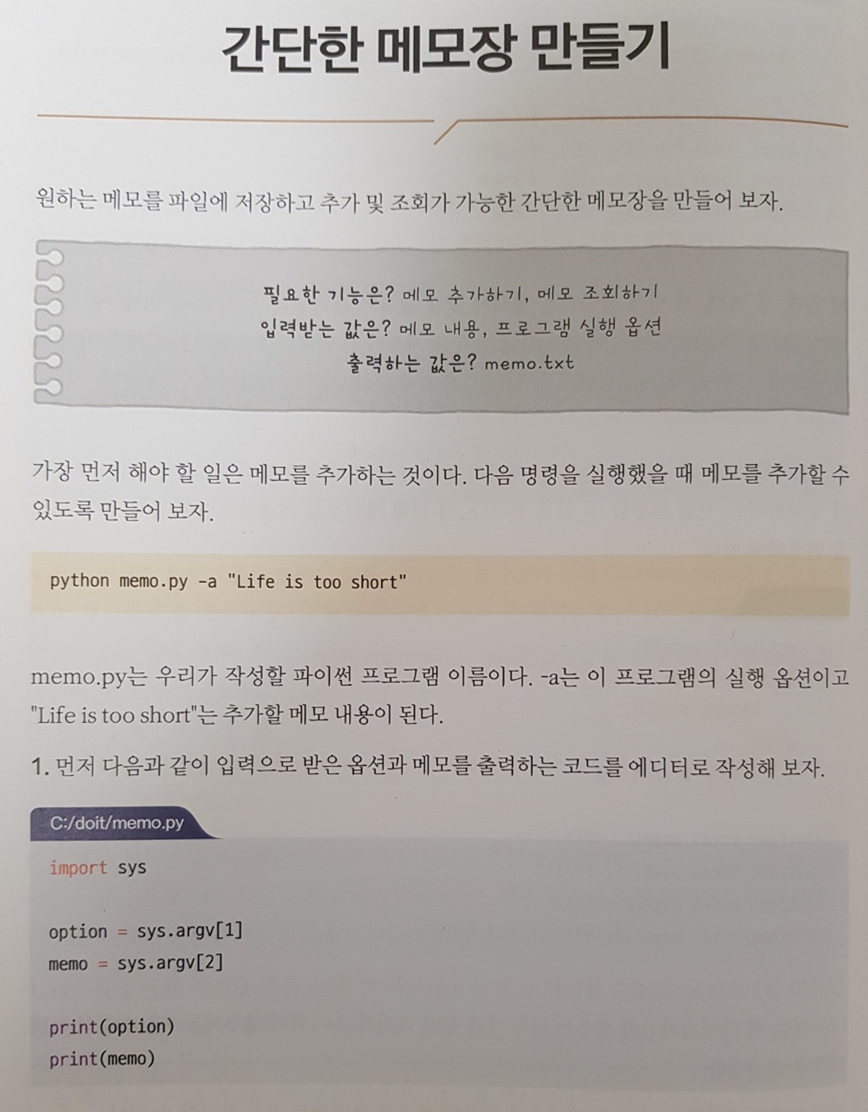 간단한 메모장 만들기
원하는 메모를 파일에 저장하고 추가 및 조회가 가능한 간단한 메모장을 만들어 보자.
필요한 기능은? 메모 추가하기, 메모 조회하기
입력받는 값은? 메모 내용, 프로그램 실행 옵션
출력하는 값은? memo.txt
가장 먼저 해야 할 일은 메모를 추가하는 것이다. 다음 명령을 실행했을 때 메모를 추가할 수
있도록 만들어 보자.
python memo.py -a "Life is too short"
memo.py는 우리가 작성할 파이썬 프로그램 이름이다. -a는 이 프로그램의 실행 옵션이고
"Life is too short"는 추가할 메모 내용이 된다.
1. 먼저 다음과 같이 입력으로 받은 옵션과 메모를 출력하는 코드를 에디터로 작성해 보자.
C:/doit/memo.py
import sys
option = sys.argv[1]
memo = sys.argv[2]
print(option)
print(memo)